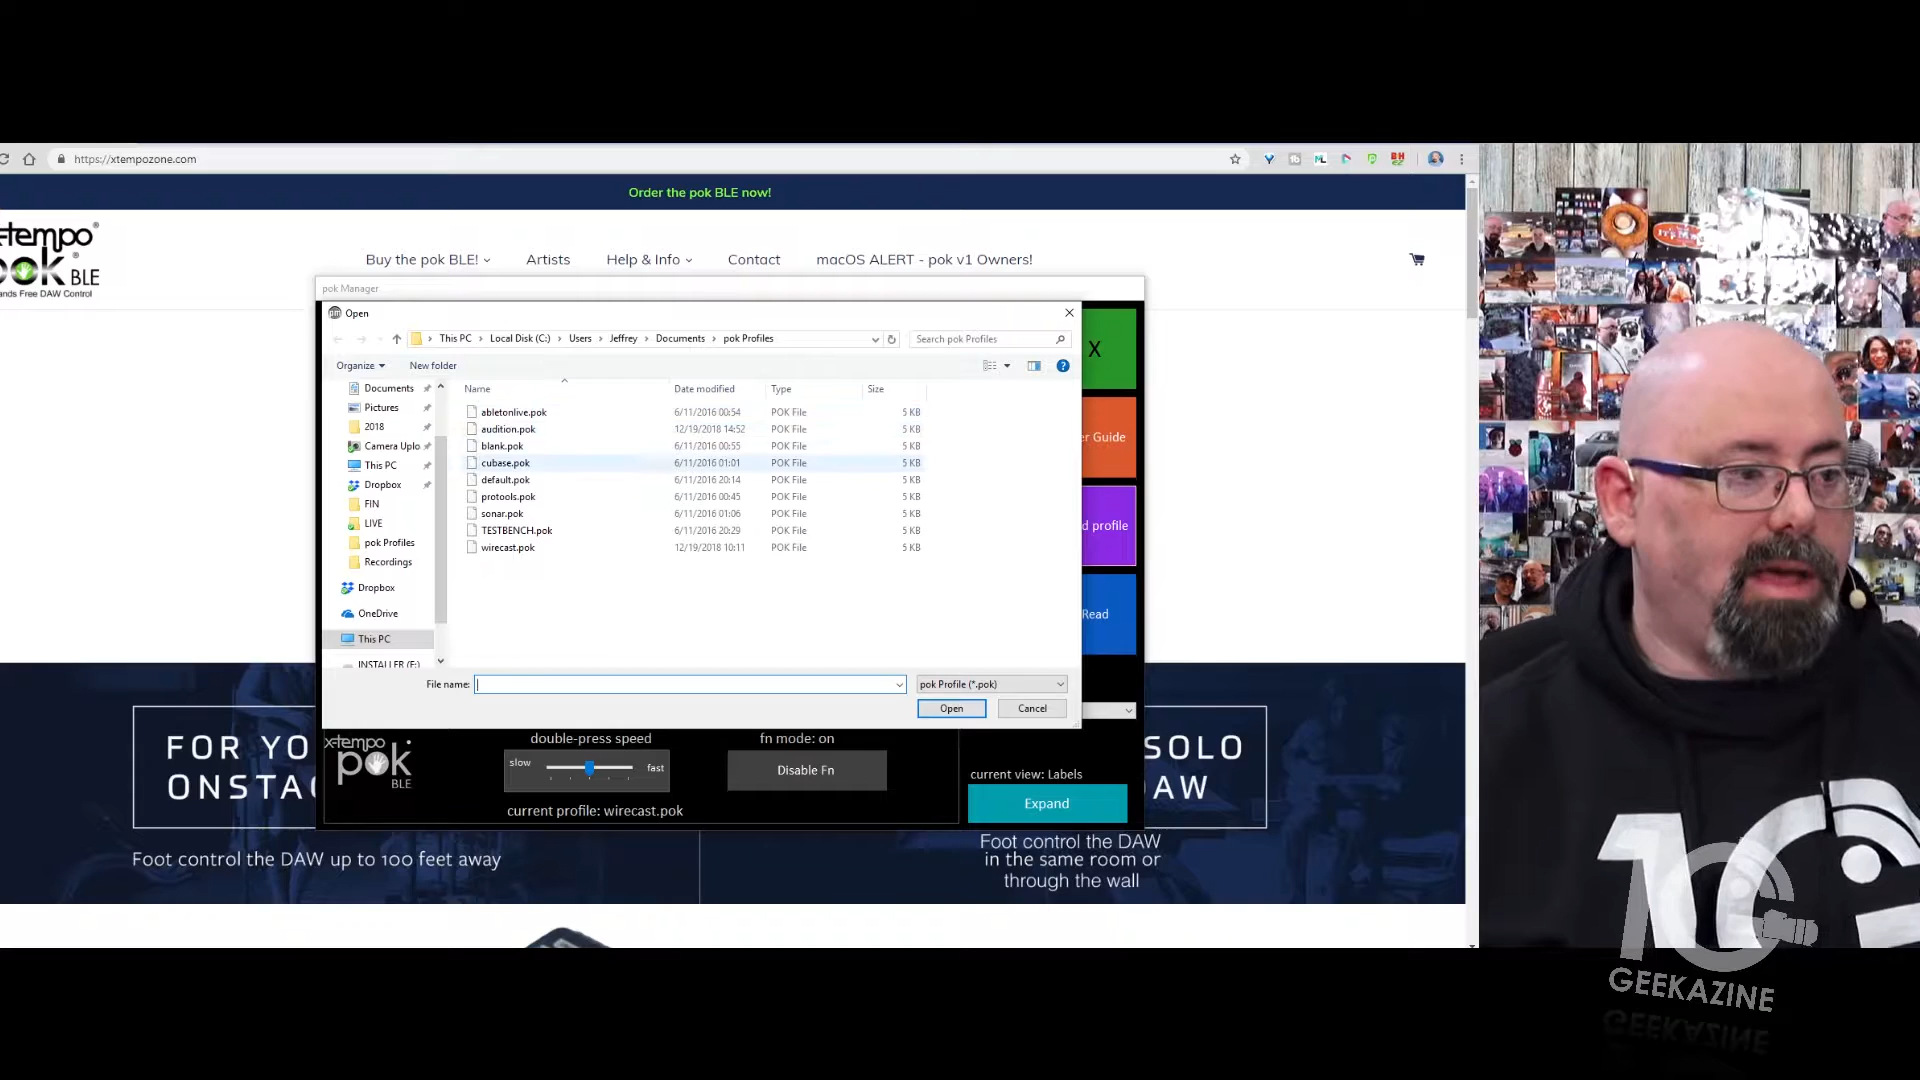 https://xtempozone.com
Order the pok BLE now!
x-tempo
pok BLE
ands Free DAW Control
Buy the pok BLE!
Artists
Help & Info
Contact
macOS ALERT - pok v1 Owners!
pok Manager
Open
This PC > Local Disk (C:) > Users > Jeffrey > Documents > pok Profiles
Search pok Profiles
X
Organize
New folder
Name Date modified Type Size
Documents
Pictures
2018
Camera Uplo
This PC
Dropbox
FIN
LIVE
pok Profiles
Recordings
Dropbox
OneDrive
This PC
INSTALLER (F:)
abletonlive.pok 6/11/2016 00:54 POK File 5 KB
audition.pok 12/19/2018 14:52 POK File 5 KB
blank.pok 6/11/2016 00:55 POK File 5 KB
cubase.pok 6/11/2016 01:01 POK File 5 KB
default.pok 6/11/2016 20:14 POK File 5 KB
protools.pok 6/11/2016 00:45 POK File 5 KB
sonar.pok 6/11/2016 01:06 POK File 5 KB
TESTBENCH.pok 6/11/2016 20:29 POK File 5 KB
wirecast.pok 12/19/2018 10:11 POK File 5 KB
er Guide
d profile
Read
File name:
pok Profile (*.pok)
Open
Cancel
x-tempo
pok
BLE
double-press speed
slow
fast
current profile: wirecast.pok
fn mode: on
Disable Fn
current view: Labels
Expand
FOR YO
ONSTAG
SOLO
DAW
Foot control the DAW up to 100 feet away
Foot control the DAW
in the same room or
through the wall
10
GEEKAZINE